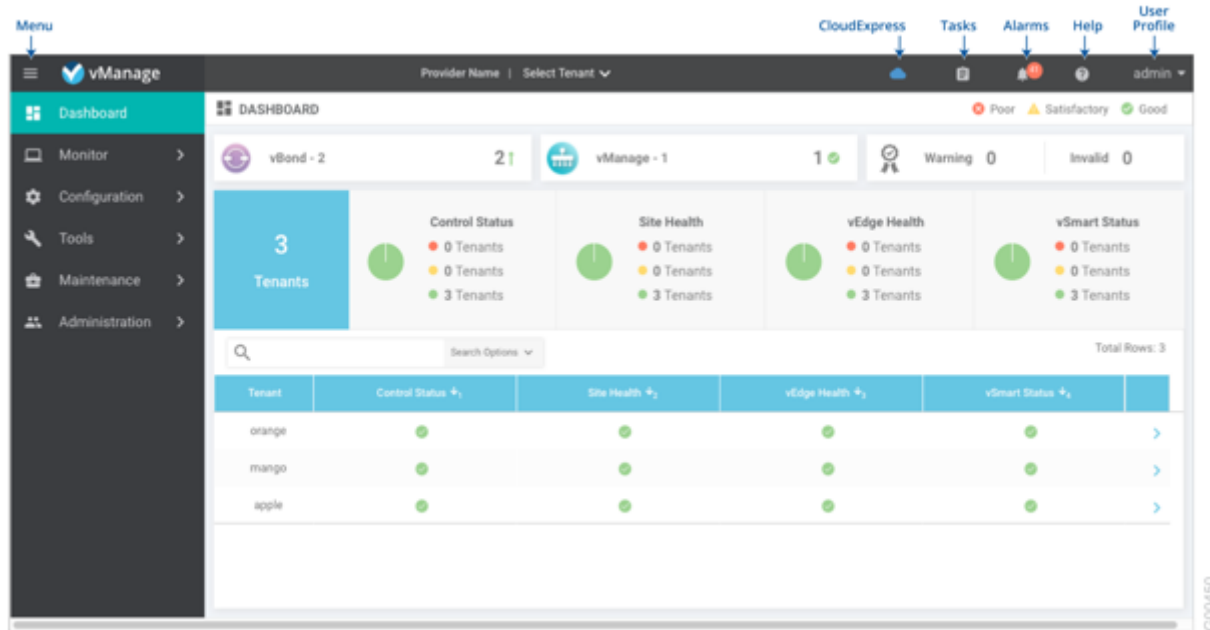 Menu
CloudExpress
Tasks
Alarms
Help
User
Profile
vManage
Provider Name | Select Tenant
admin
Dashboard
DASHBOARD
Poor
Satisfactory
Good
Monitor
vBond - 2
2
vManage - 1
1
Warning 0
Invalid 0
Configuration
Tools
Maintenance
Administration
3
Tenants
Control Status
0 Tenants
0 Tenants
3 Tenants
Site Health
0 Tenants
0 Tenants
3 Tenants
vEdge Health
0 Tenants
0 Tenants
3 Tenants
vSmart Status
0 Tenants
0 Tenants
3 Tenants
Search Options
Total Rows: 3
Tenant
Control Status
Site Health
vEdge Health
vSmart Status
orange
mango
apple